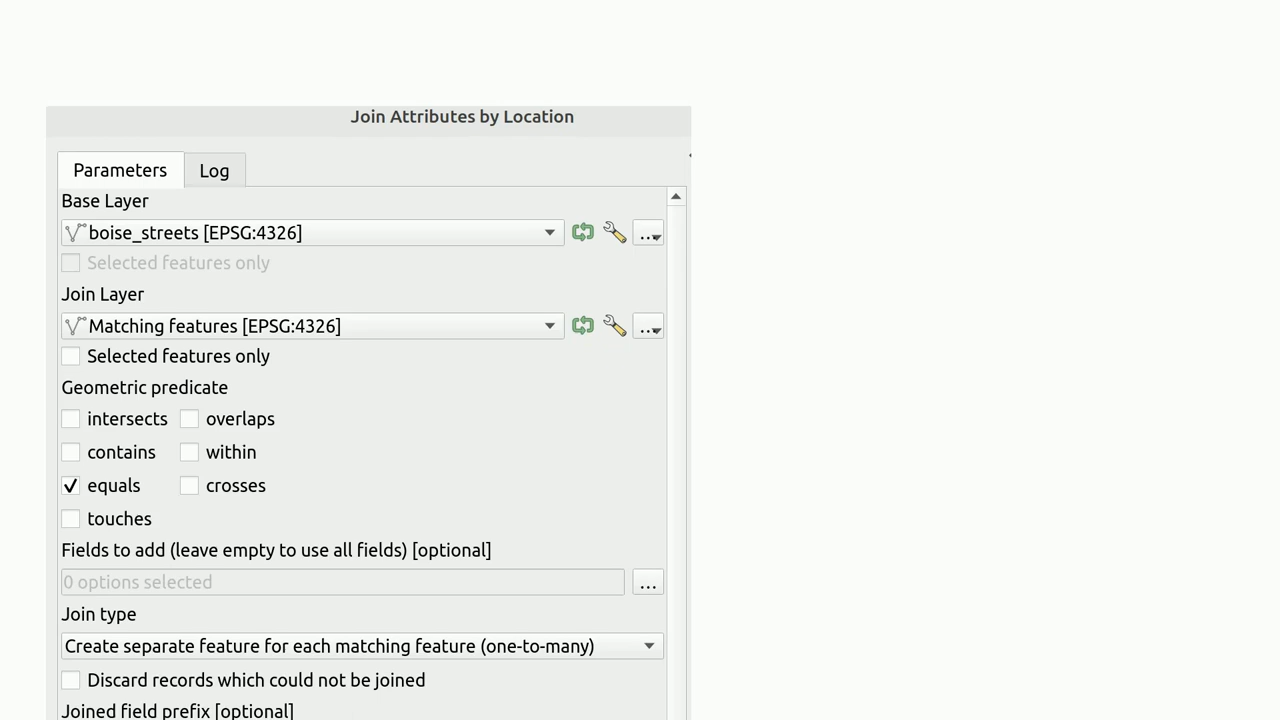 Join Attributes by Location
Parameters Log
Base Layer
boise_streets [EPSG:4326] ...
Selected features only
Join Layer
Matching features [EPSG:4326] ...
Selected features only
Geometric predicate
intersects overlaps
contains within
equals crosses
touches
Fields to add (leave empty to use all fields) [optional]
0 options selected ...
Join type
Create separate feature for each matching feature (one-to-many)
Discard records which could not be joined
Joined field prefix [optional]